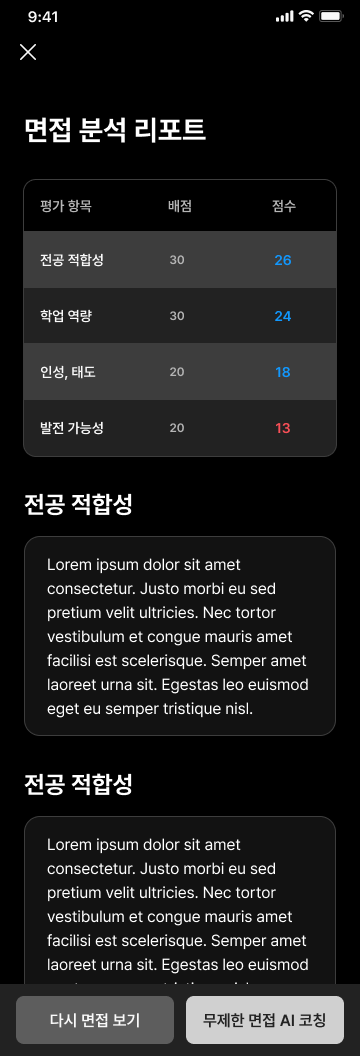 9:41
면접 분석 리포트
평가 항목 배점 점수
전공 적합성 30 26
학업 역량 30 24
인성, 태도 20 18
발전 가능성 20 13
전공 적합성
Lorem ipsum dolor sit amet
consectetur. Justo morbi eu sed
pretium velit ultricies. Nec tortor
vestibulum et congue mauris amet
facilisi est scelerisque. Semper amet
laoreet urna sit. Egestas leo euismod
eget eu semper tristique nisl.
전공 적합성
Lorem ipsum dolor sit amet
consectetur. Justo morbi eu sed
pretium velit ultricies. Nec tortor
vestibulum et congue mauris amet
facilisi est scelerisque. Semper amet
laoreet urna sit. Egestas leo euismod
다시 면접 보기
무제한 면접 AI 코칭